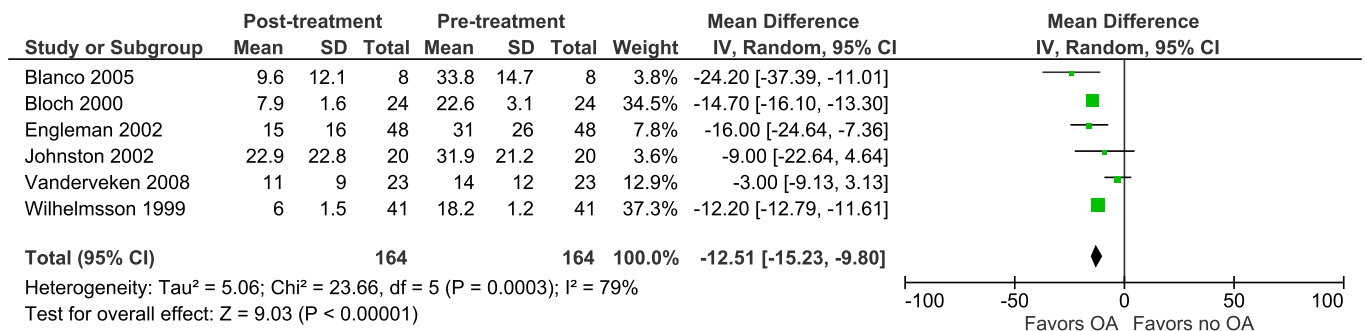 Post-treatment Pre-treatment Mean Difference Mean Difference
Study or Subgroup Mean SD Total Mean SD Total Weight IV, Random, 95% CI IV, Random, 95% CI
Blanco 2005 9.6 12.1 8 33.8 14.7 8 3.8% -24.20 [-37.39, -11.01]
Bloch 2000 7.9 1.6 24 22.6 3.1 24 34.5% -14.70 [-16.10, -13.30]
Engleman 2002 15 16 48 31 26 48 7.8% -16.00 [-24.64, -7.36]
Johnston 2002 22.9 22.8 20 31.9 21.2 20 3.6% -9.00 [-22.64, 4.64]
Vanderveken 2008 11 9 23 14 12 23 12.9% -3.00 [-9.13, 3.13]
Wilhelmsson 1999 6 1.5 41 18.2 1.2 41 37.3% -12.20 [-12.79, -11.61]
Total (95% CI) 164 164 100.0% -12.51 [-15.23, -9.80]
Heterogeneity: Tau² = 5.06; Chi² = 23.66, df = 5 (P = 0.0003); I² = 79%
Test for overall effect: Z = 9.03 (P < 0.00001)
-100 -50 0 50 100
Favors OA Favors no OA